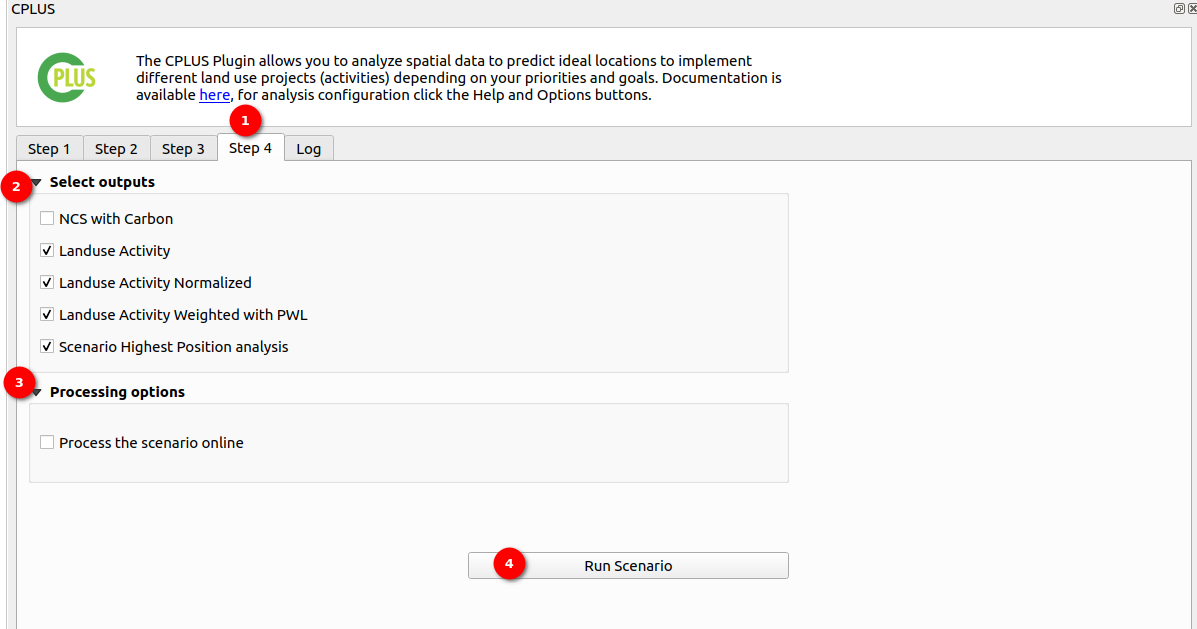 CPLUS
PLUS
The CPLUS Plugin allows you to analyze spatial data to predict ideal locations to implement
different land use projects (activities) depending on your priorities and goals. Documentation is
available here, for analysis configuration click the Help and Options buttons.
1
Step 1 Step 2 Step 3 Step 4 Log
2 Select outputs
NCS with Carbon
Landuse Activity
Landuse Activity Normalized
Landuse Activity Weighted with PWL
Scenario Highest Position analysis
3 Processing options
Process the scenario online
4 Run Scenario